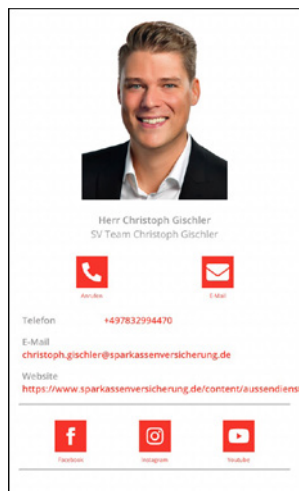 Herr Christoph Gischler
SV Team Christoph Gischler
Anrufen
E-Mail
Telefon +497832994470
E-Mail
christoph.gischler@sparkassenversicherung.de
Website
https://www.sparkassenversicherung.de/content/aussendienst
Facebook
Instagram
Youtube